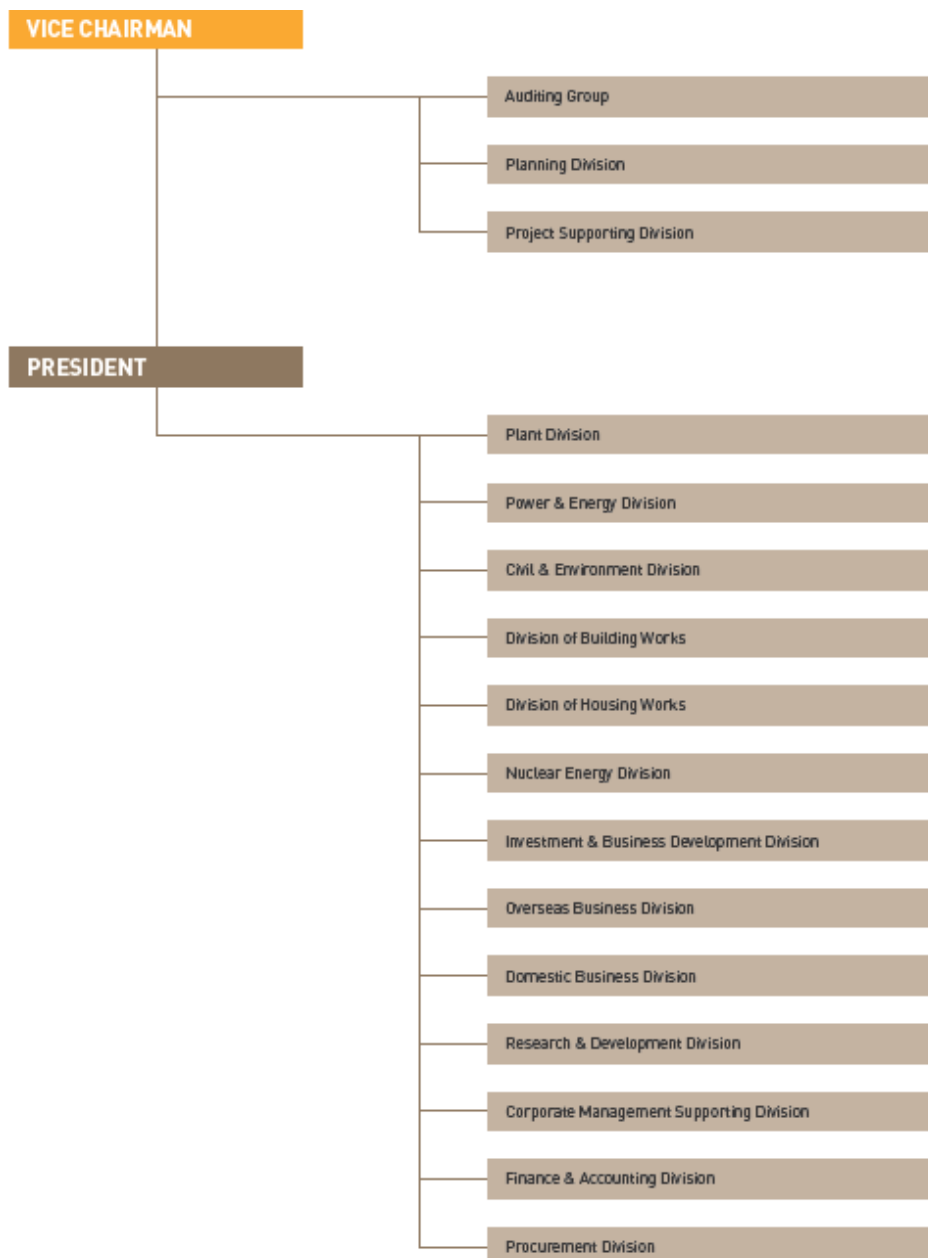 VICE CHAIRMAN
Auditing Group
Planning Division
Project Supporting Division
PRESIDENT
Plant Division
Power & Energy Division
Civil & Environment Division
Division of Building Works
Division of Housing Works
Nuclear Energy Division
Investment & Business Development Division
Overseas Business Division
Domestic Business Division
Research & Development Division
Corporate Management Supporting Division
Finance & Accounting Division
Procurement Division